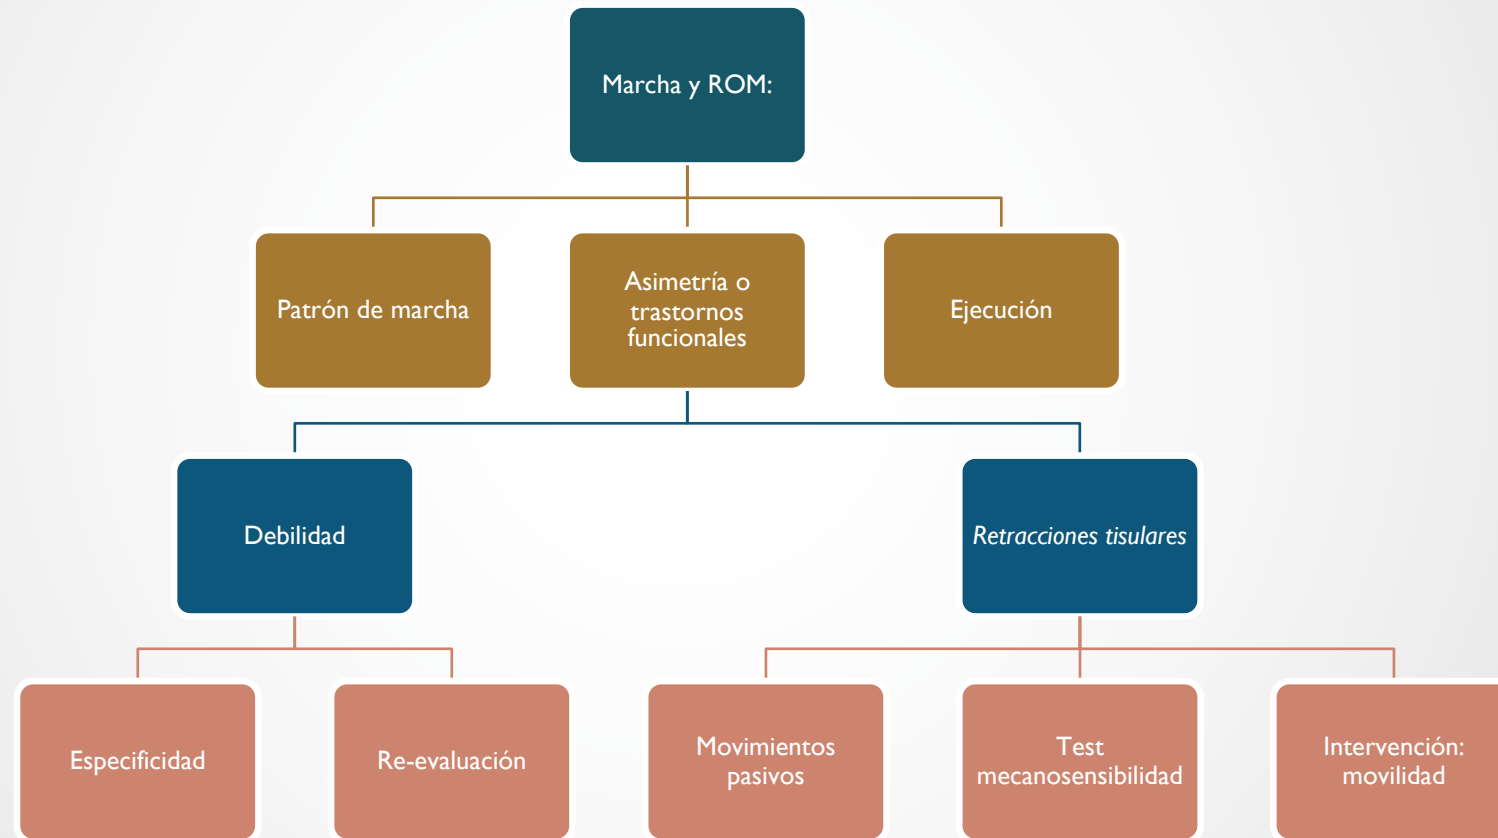 Marcha y ROM:
Patrón de marcha
Asimetría o
trastornos
funcionales
Ejecución
Debilidad
Retracciones tisulares
Especificidad
Re-evaluación
Movimientos
pasivos
Test
mecanosensibilidad
Intervención:
movilidad